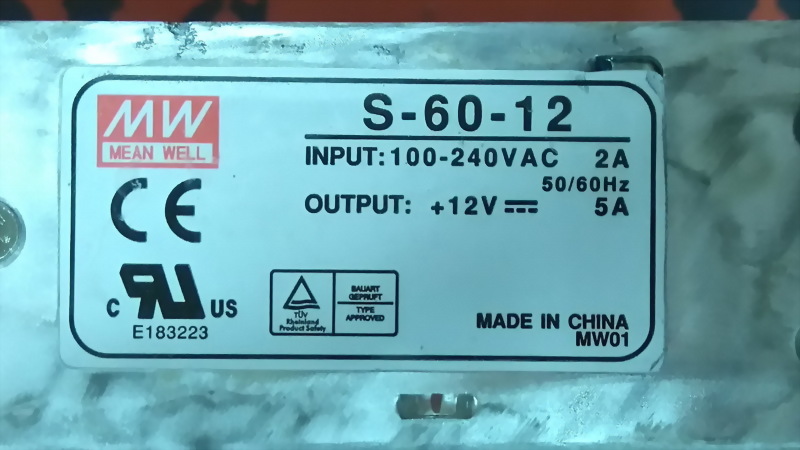 MW
MEAN WELL
S-60-12
INPUT: 100-240VAC 2A
50/60Hz
OUTPUT: +12V 5A
CE
C RU US
E183223
TÜV
Rheinland
Product Safety
BAUART
GEPRÜFT
TYPE
APPROVED
MADE IN CHINA
MW01